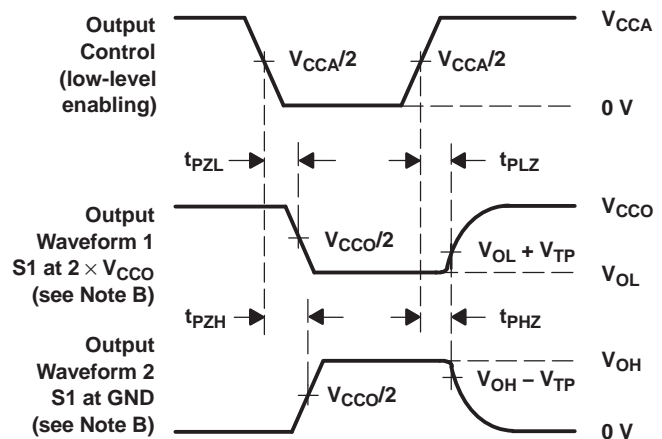 Output
Control
(low-level
enabling)
VCCA/2
VCCA/2
VCCA
0 V
tPZL
tPLZ
Output
Waveform 1
S1 at 2 × VCCO
(see Note B)
VCCO/2
VCCO
VOL + VTP
VOL
tPZH
tPHZ
Output
Waveform 2
S1 at GND
(see Note B)
VCCO/2
VOH
VOH − VTP
0 V